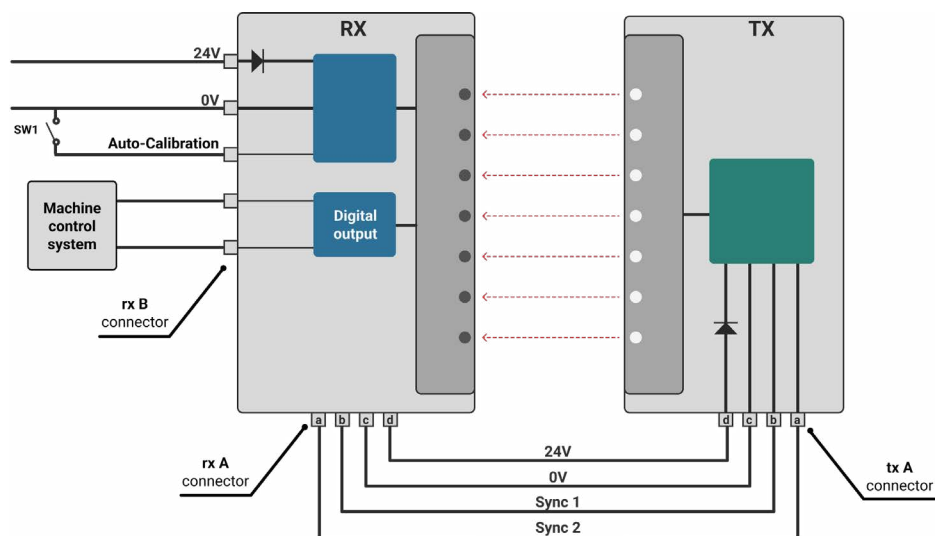 RX
TX
24V
0V
SW1
Auto-Calibration
Machine
control
system
Digital
output
rx B
connector
a b c d
d c b a
rx A
connector
24V
0V
Sync 1
Sync 2
tx A
connector